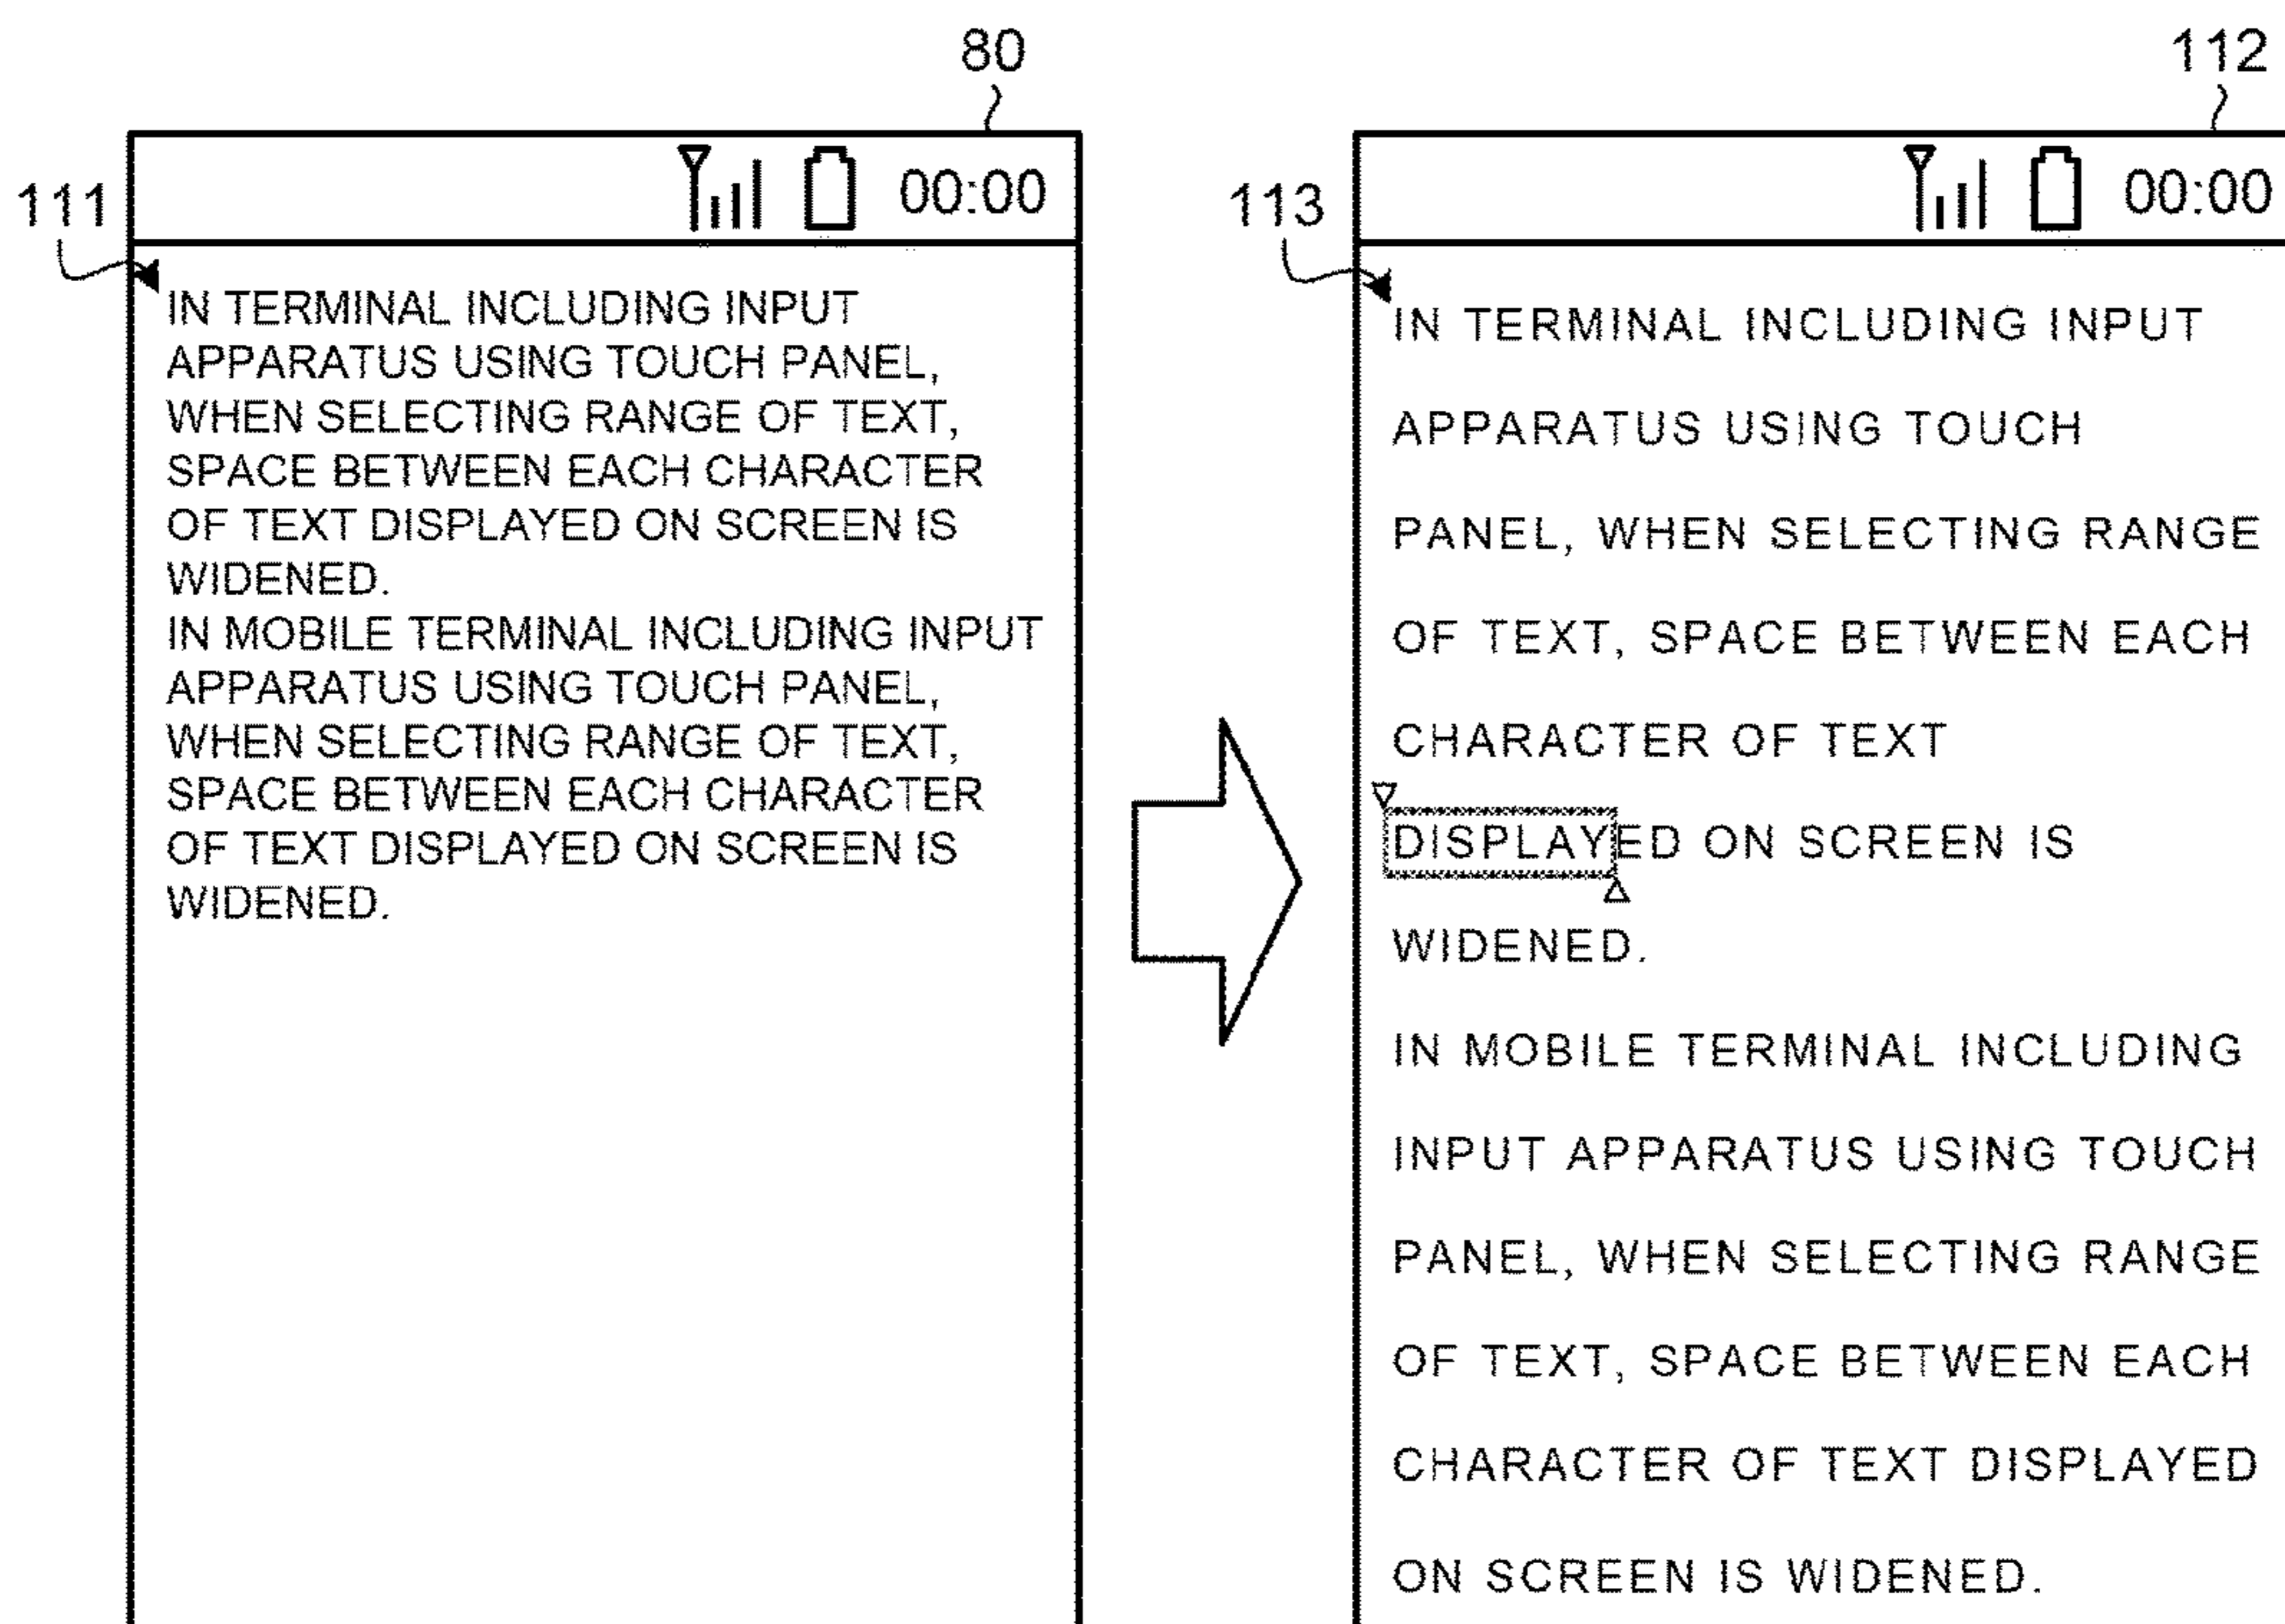 80
00:00
111
IN TERMINAL INCLUDING INPUT
APPARATUS USING TOUCH PANEL,
WHEN SELECTING RANGE OF TEXT,
SPACE BETWEEN EACH CHARACTER
OF TEXT DISPLAYED ON SCREEN IS
WIDENED.
IN MOBILE TERMINAL INCLUDING INPUT
APPARATUS USING TOUCH PANEL,
WHEN SELECTING RANGE OF TEXT,
SPACE BETWEEN EACH CHARACTER
OF TEXT DISPLAYED ON SCREEN IS
WIDENED.
112
00:00
113
IN TERMINAL INCLUDING INPUT
APPARATUS USING TOUCH
PANEL, WHEN SELECTING RANGE
OF TEXT, SPACE BETWEEN EACH
CHARACTER OF TEXT
DISPLAYED ON SCREEN IS
WIDENED.
IN MOBILE TERMINAL INCLUDING
INPUT APPARATUS USING TOUCH
PANEL, WHEN SELECTING RANGE
OF TEXT, SPACE BETWEEN EACH
CHARACTER OF TEXT DISPLAYED
ON SCREEN IS WIDENED.